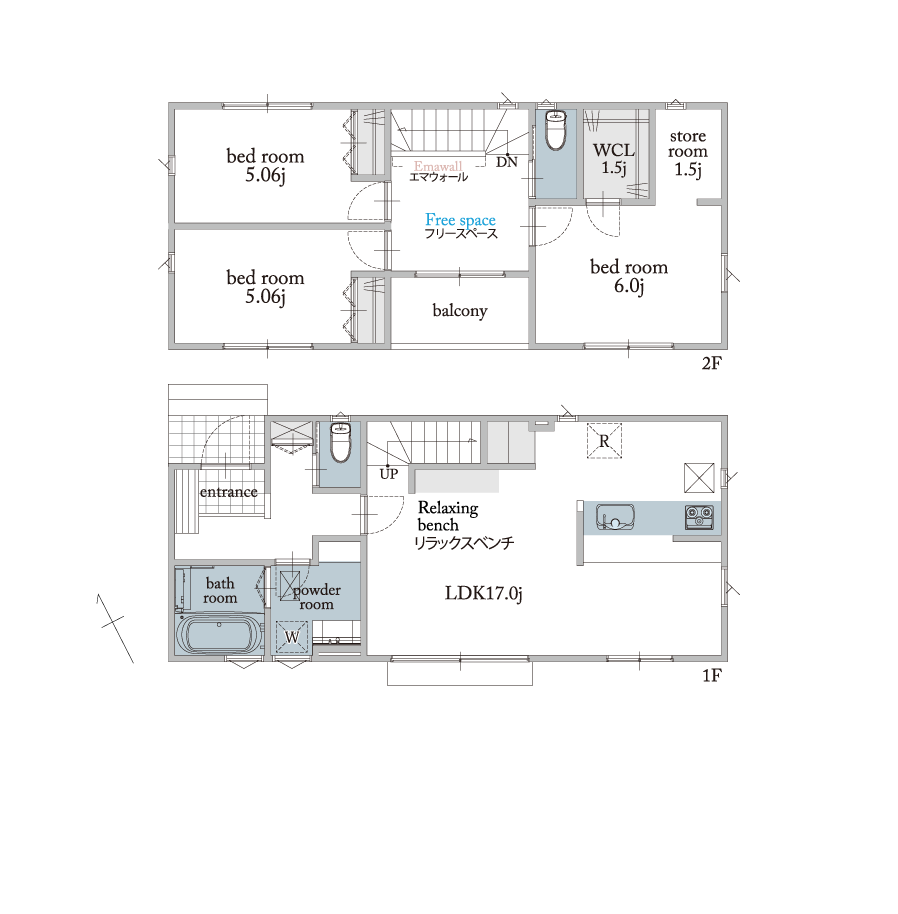 bed room
5.06j
Emawall
エマウォール
DN
WCL
1.5j
store
room
1.5j
Free space
フリースペース
bed room
5.06j
bed room
6.0j
balcony
2F
entrance
UP
R
Relaxing
bench
リラックスベンチ
bath
room
powder
room
LDK17.0j
W
1F